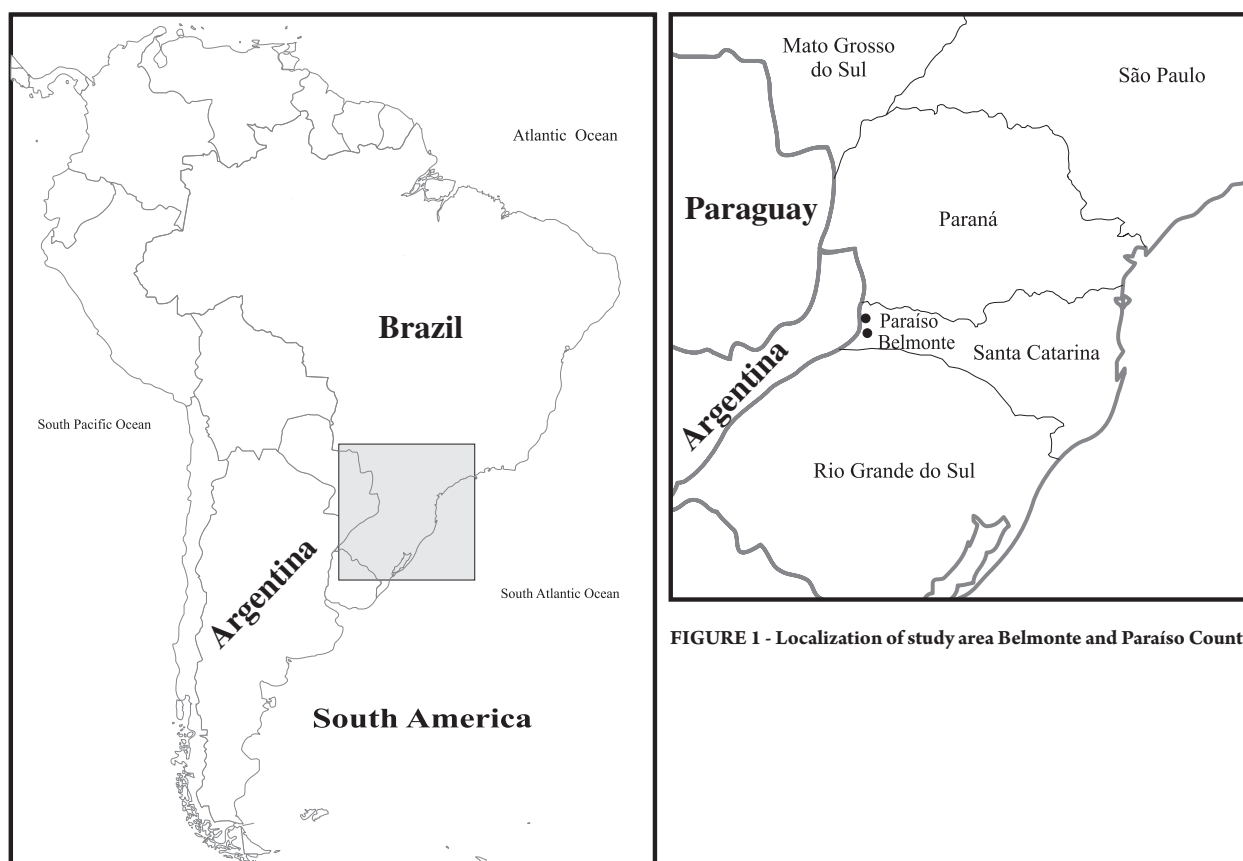 Atlantic Ocean
Brazil
South Pacific Ocean
Argentina
South Atlantic Ocean
South America
Mato Grosso
do Sul
São Paulo
Paraguay
Paraná
Paraíso
Belmonte
Santa Catarina
Argentina
Rio Grande do Sul
FIGURE 1 - Localization of study area Belmonte and Paraíso Count